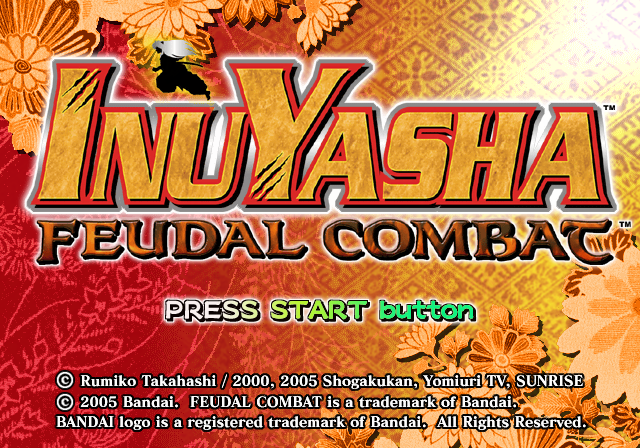 INUYASHA™
FEUDAL COMBAT™
PRESS START button
© Rumiko Takahashi / 2000, 2005 Shogakukan, Yomiuri TV, SUNRISE
© 2005 Bandai. FEUDAL COMBAT is a trademark of Bandai.
BANDAI logo is a registered trademark of Bandai. All Rights Reserved.